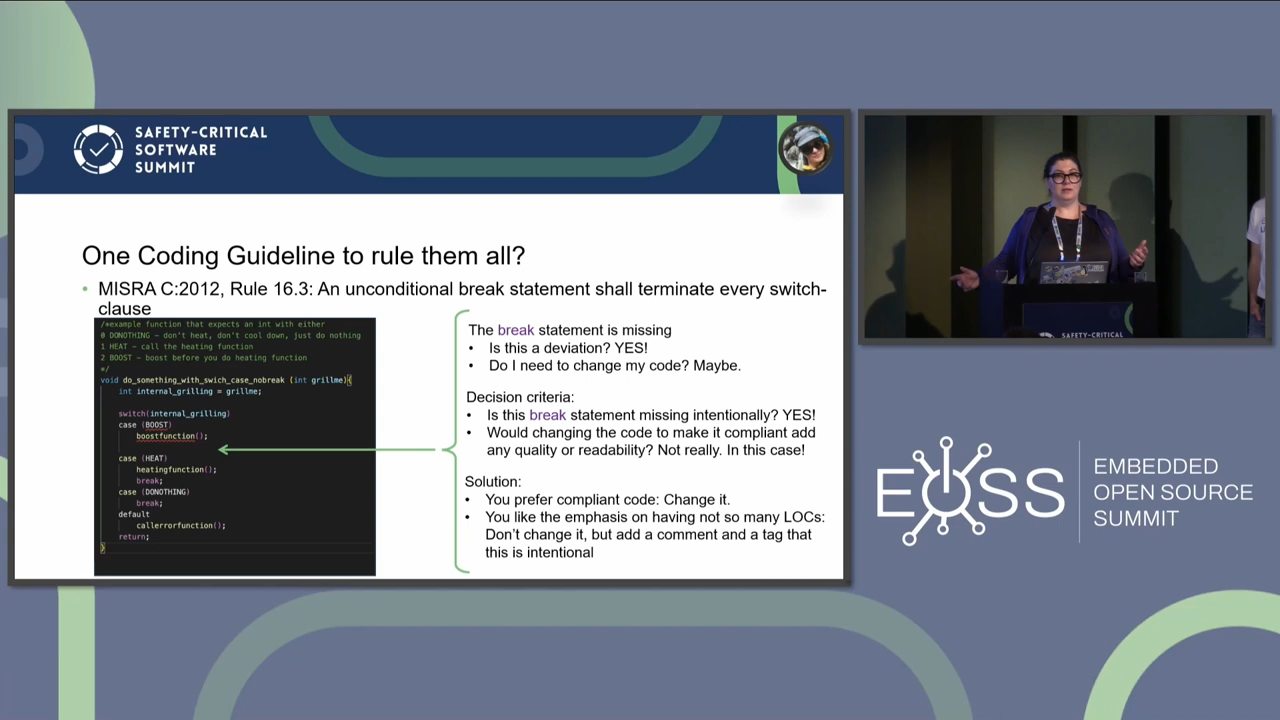 SAFETY-CRITICAL
SOFTWARE
SUMMIT
One Coding Guideline to rule them all?
• MISRA C:2012, Rule 16.3: An unconditional break statement shall terminate every switch-
clause
/*example function that expects an int with either
0 DONOTHING – don't heat, don't cool down, just do nothing
1 HEAT – call the heating function
2 BOOST – boost before you do heating function
*/
void do_something_with_swich_case_nobreak (int grillme){
int internal_grilling = grillme;
switch(internal_grilling)
case (BOOST)
boostfunction();
case (HEAT)
heatingfunction();
break;
case (DONOTHING)
break;
default
callerrorfunction();
return;
}
The break statement is missing
• Is this a deviation? YES!
• Do I need to change my code? Maybe.
Decision criteria:
• Is this break statement missing intentionally? YES!
• Would changing the code to make it compliant add
any quality or readability? Not really. In this case!
Solution:
• You prefer compliant code: Change it.
• You like the emphasis on having not so many LOCs:
Don't change it, but add a comment and a tag that
this is intentional
SAFETY-CRITICAL
EOSS
EMBEDDED
OPEN SOURCE
SUMMIT